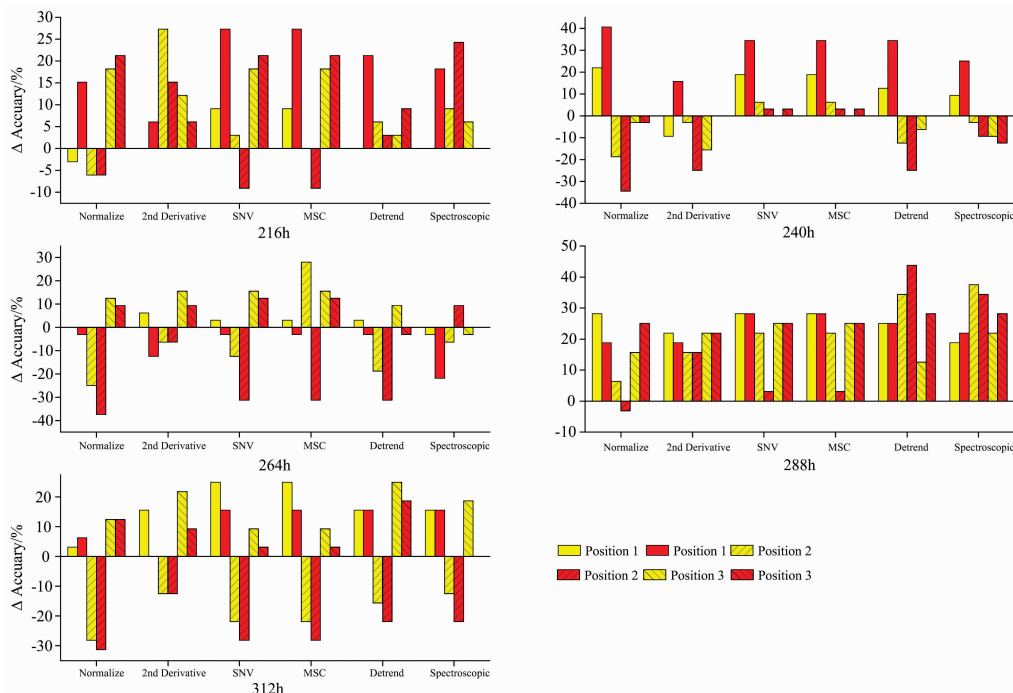 Δ Accuary/%
30
25
20
15
10
5
0
-5
-10
Normalize 2nd Derivative SNV MSC Detrend Spectroscopic
216h
40
30
20
10
0
-10
-20
-30
-40
Normalize 2nd Derivative SNV MSC Detrend Spectroscopic
240h
Δ Accuary/%
30
20
10
0
-10
-20
-30
-40
Normalize 2nd Derivative SNV MSC Detrend Spectroscopic
264h
50
40
30
20
10
0
-10
Normalize 2nd Derivative SNV MSC Detrend Spectroscopic
288h
Δ Accuary/%
20
10
0
-10
-20
-30
Normalize 2nd Derivative SNV MSC Detrend Spectroscopic
312h
Position 1 Position 1 Position 2
Position 2 Position 3 Position 3